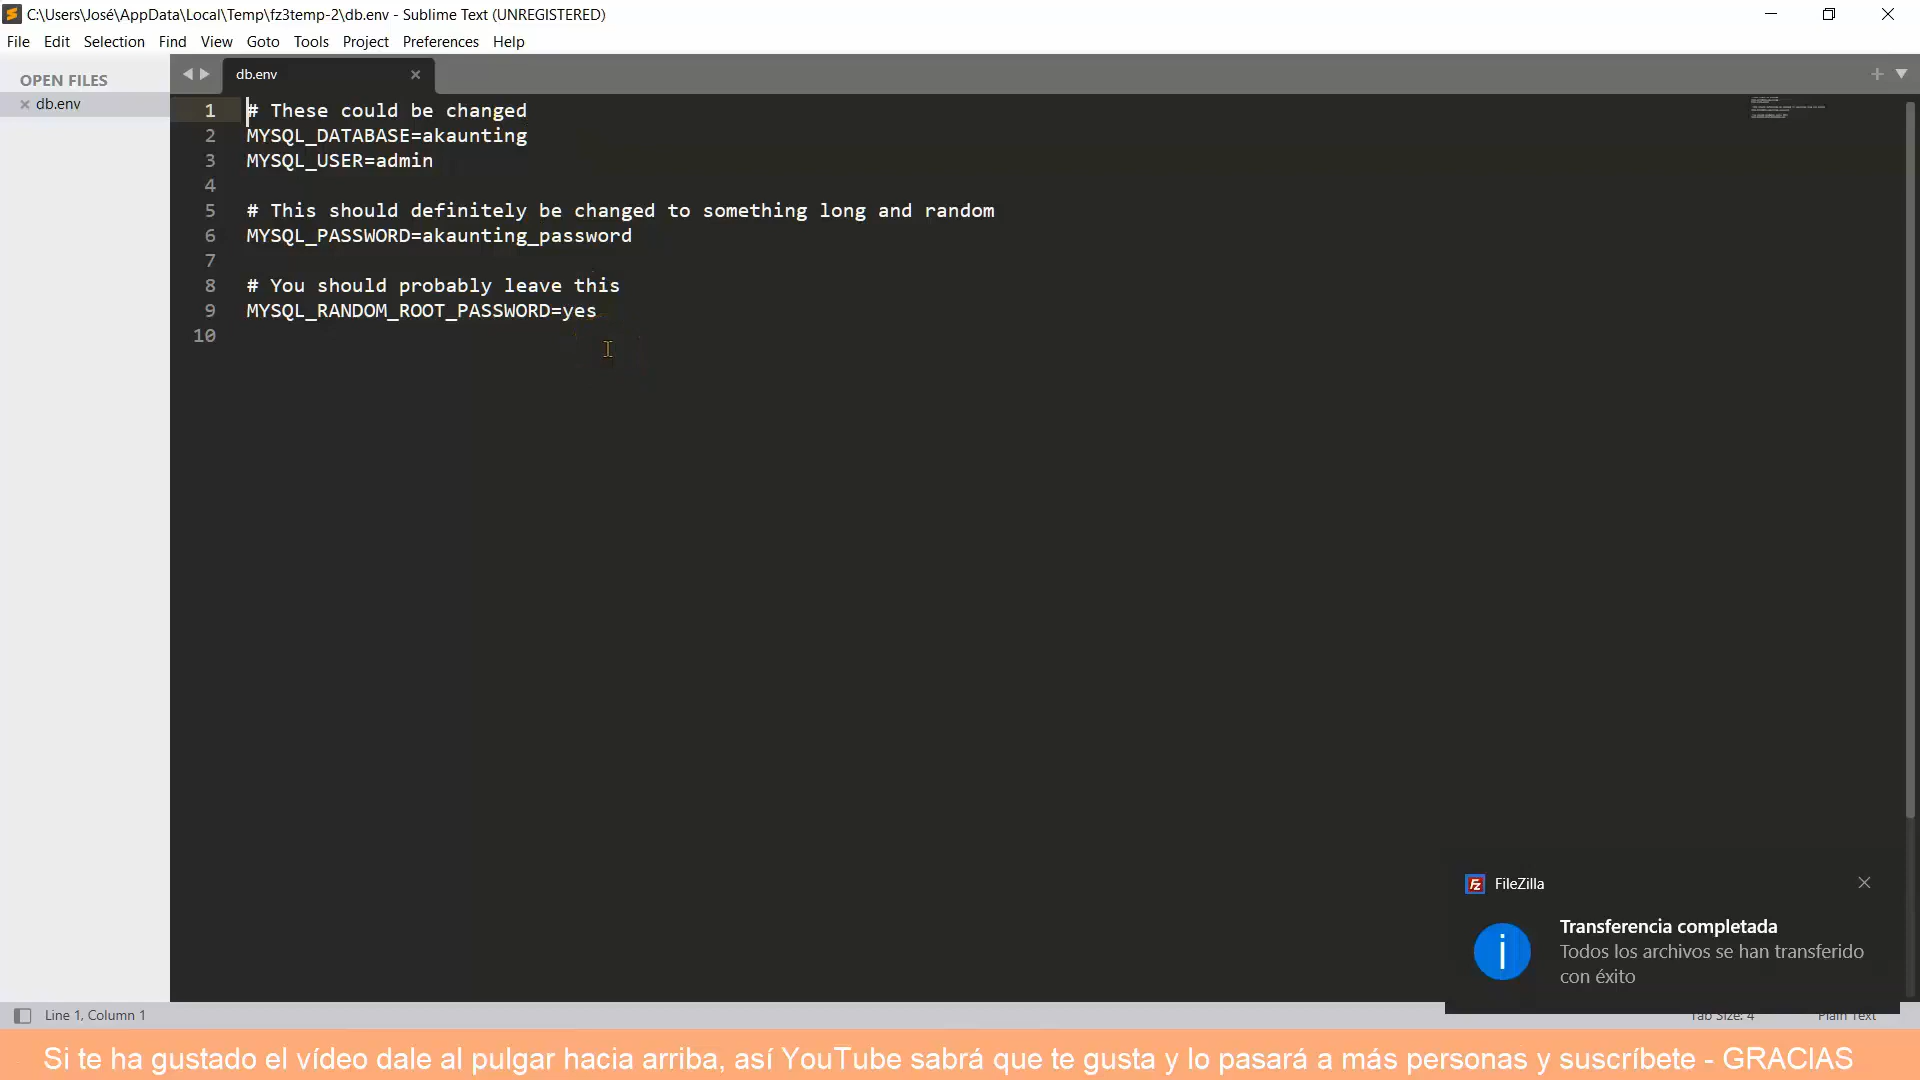 C:\Users\José\AppData\Local\Temp\fz3temp-2\db.env - Sublime Text (UNREGISTERED)
File Edit Selection Find View Goto Tools Project Preferences Help
OPEN FILES
db.env
db.env
1 # These could be changed
2 MYSQL_DATABASE=akaunting
3 MYSQL_USER=admin
4
5 # This should definitely be changed to something long and random
6 MYSQL_PASSWORD=akaunting_password
7
8 # You should probably leave this
9 MYSQL_RANDOM_ROOT_PASSWORD=yes
10
FileZilla
Transferencia completada
Todos los archivos se han transferido
con éxito
Line 1, Column 1
Tab Size: 4
Plain Text
Si te ha gustado el vídeo dale al pulgar hacia arriba, así YouTube sabrá que te gusta y lo pasará a más personas y suscríbete - GRACIAS